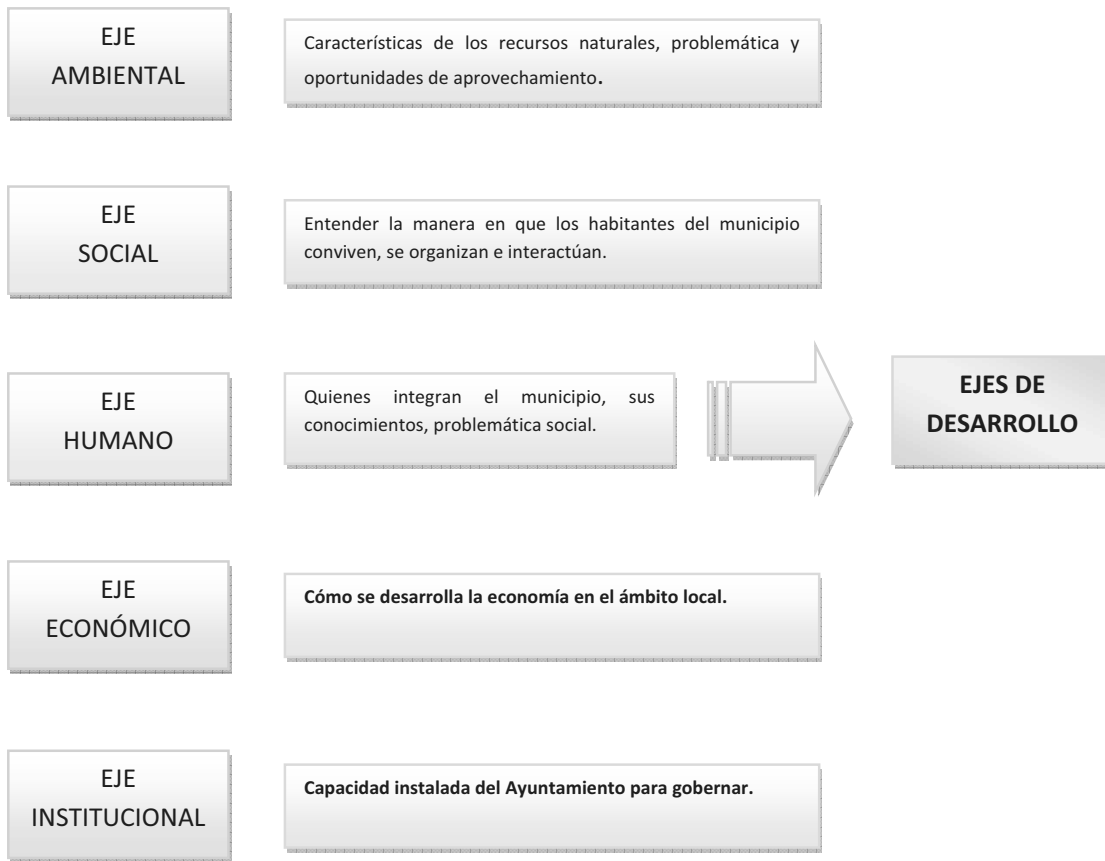 EJE
AMBIENTAL
Características de los recursos naturales, problemática y
oportunidades de aprovechamiento.
EJE
SOCIAL
Entender la manera en que los habitantes del municipio
conviven, se organizan e interactúan.
EJE
HUMANO
Quienes integran el municipio, sus
conocimientos, problemática social.
EJES DE
DESARROLLO
EJE
ECONÓMICO
Cómo se desarrolla la economía en el ámbito local.
EJE
INSTITUCIONAL
Capacidad instalada del Ayuntamiento para gobernar.